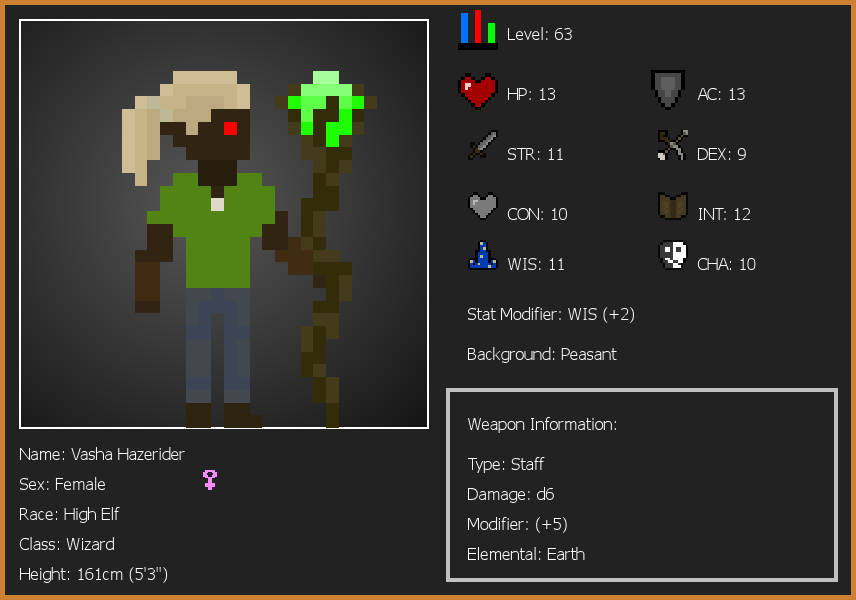 Level: 63
HP: 13
AC: 13
STR: 11
DEX: 9
CON: 10
INT: 12
WIS: 11
CHA: 10
Stat Modifier: WIS (+2)
Background: Peasant
Weapon Information:
Type: Staff
Damage: d6
Modifier: (+5)
Elemental: Earth
Name: Vasha Hazerider
Sex: Female
Race: High Elf
Class: Wizard
Height: 161cm (5'3")